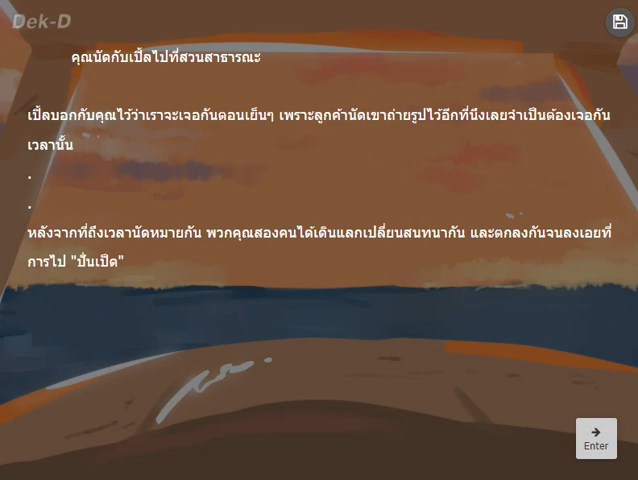 Dek-D
คุณนัดกับเปิ้ลไปที่สวนสาธารณะ
เปิ้ลบอกกับคุณไว้ว่าเราจะเจอกันตอนเย็นๆ เพราะลูกค้านัดเขาถ่ายรูปไว้อีกที่นึงเลยจำเป็นต้องเจอกัน
เวลานั้น
.
.
หลังจากที่ถึงเวลานัดหมายกัน พวกคุณสองคนได้เดินแลกเปลี่ยนสนทนากัน และตกลงกันจนลงเอยที่
การไป "ปั่นเป็ด"
Enter